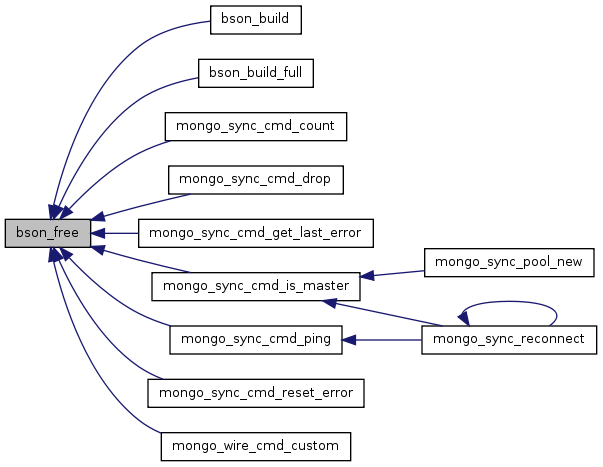 bson_build
bson_build_full
mongo_sync_cmd_count
mongo_sync_cmd_drop
bson_free
mongo_sync_cmd_get_last_error
mongo_sync_pool_new
mongo_sync_cmd_is_master
mongo_sync_cmd_ping
mongo_sync_reconnect
mongo_sync_cmd_reset_error
mongo_wire_cmd_custom